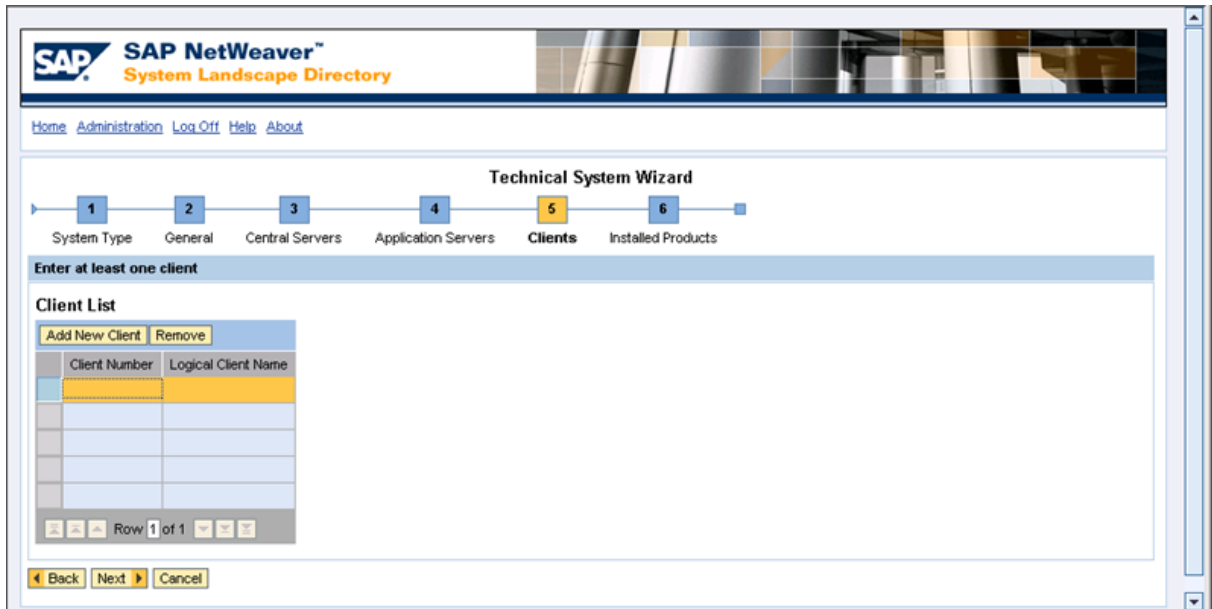 SAP
SAP NetWeaver™
System Landscape Directory
Home Administration Log Off Help About
Technical System Wizard
1 2 3 4 5 6
System Type General Central Servers Application Servers Clients Installed Products
Enter at least one client
Client List
Add New Client Remove
Client Number Logical Client Name
Row 1 of 1
Back Next Cancel